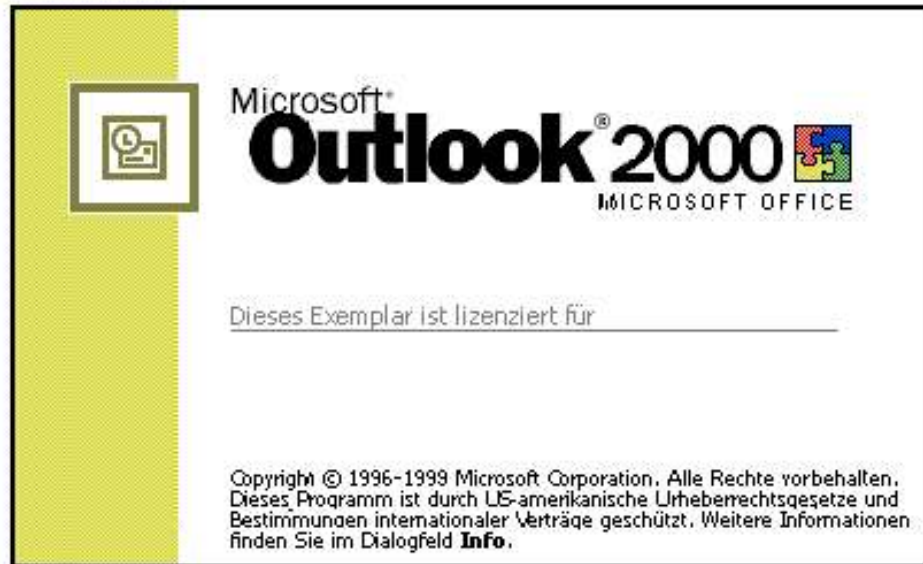 Microsoft®
Outlook® 2000
MICROSOFT OFFICE
Dieses Exemplar ist lizenziert für
Copyright © 1996-1999 Microsoft Corporation. Alle Rechte vorbehalten.
Dieses Programm ist durch US-amerikanische Urheberrechtsgesetze und
Bestimmungen internationaler Verträge geschützt. Weitere Informationen
finden Sie im Dialogfeld Info.